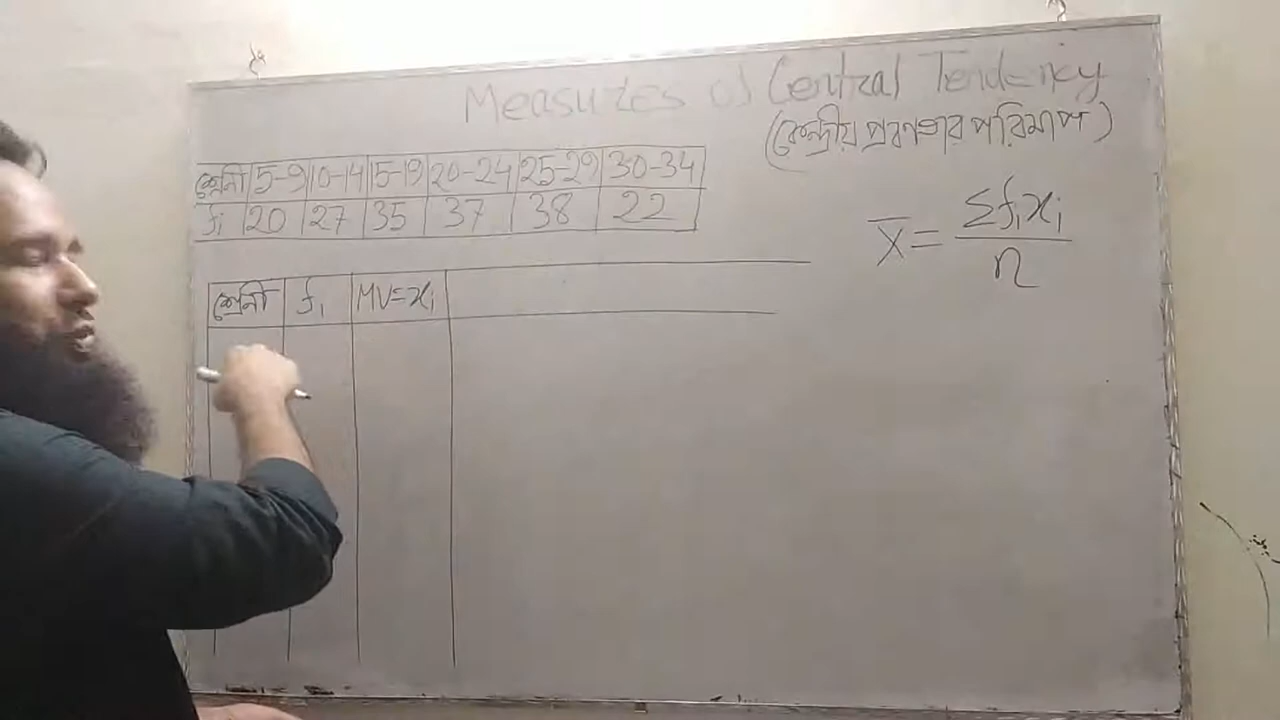 Measures of Central Tendency
(কেন্দ্রীয় প্রবণতার পরিমাপ)
শ্রেনী 5-9 10-14 15-19 20-24 25-29 30-34
fi 20 27 35 37 38 22
x̄ = Σfixi / n
শ্রেনী fi MV=xi